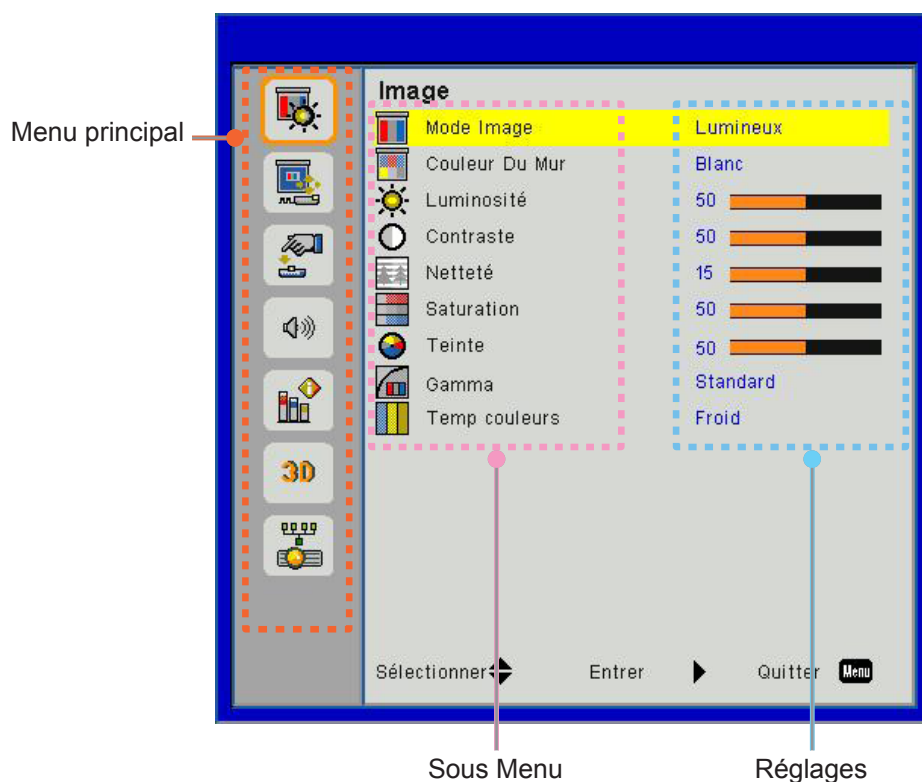 Image
Menu principal
Mode Image Lumineux
Couleur Du Mur Blanc
Luminosité 50
Contraste 50
Netteté 15
Saturation 50
Teinte 50
Gamma Standard
Temp couleurs Froid
3D
Sélectionner Entrer Quitter Menu
Sous Menu Réglages